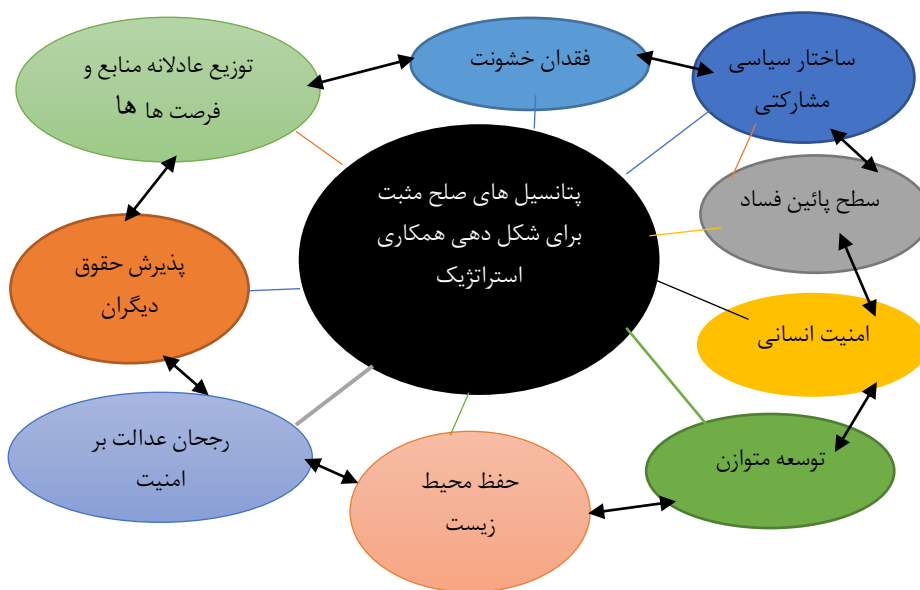 ساختار سیاسی
مشارکتی
فقدان خشونت
توزیع عادلانه منابع و
فرصت ها ها
سطح پائین فساد
پتانسیل های صلح مثبت
برای شکل دهی همکاری
استراتژیک
پذیرش حقوق
دیگران
امنیت انسانی
رجحان عدالت بر
امنیت
توسعه متوازن
حفظ محیط
زیست